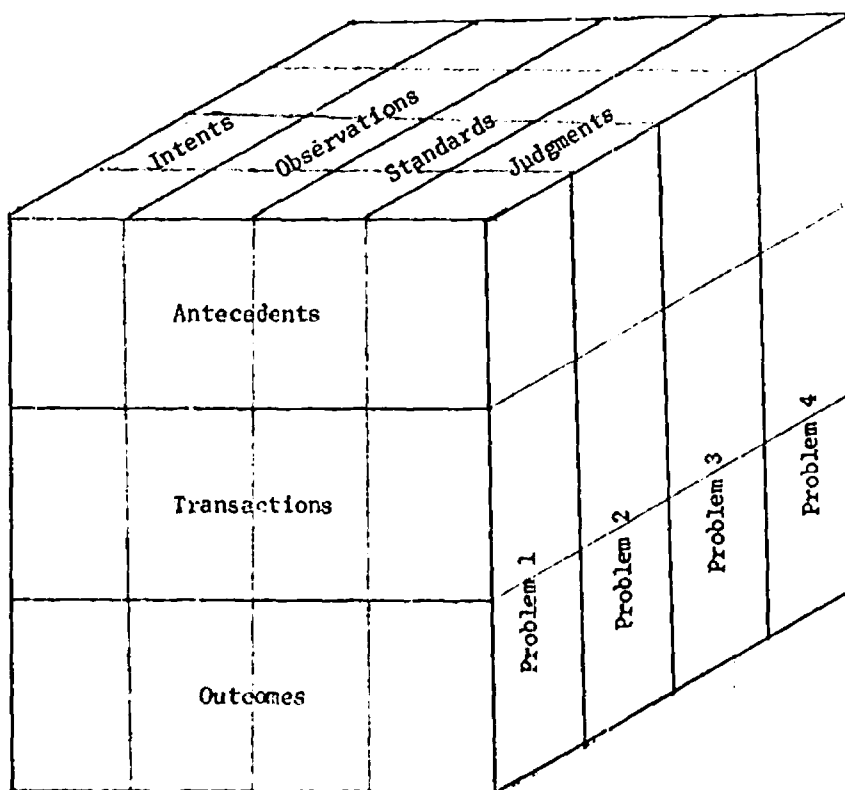 Intents
Observations
Standards
Judgments
Antecedents
Transactions
Outcomes
Problem 1
Problem 2
Problem 3
Problem 4